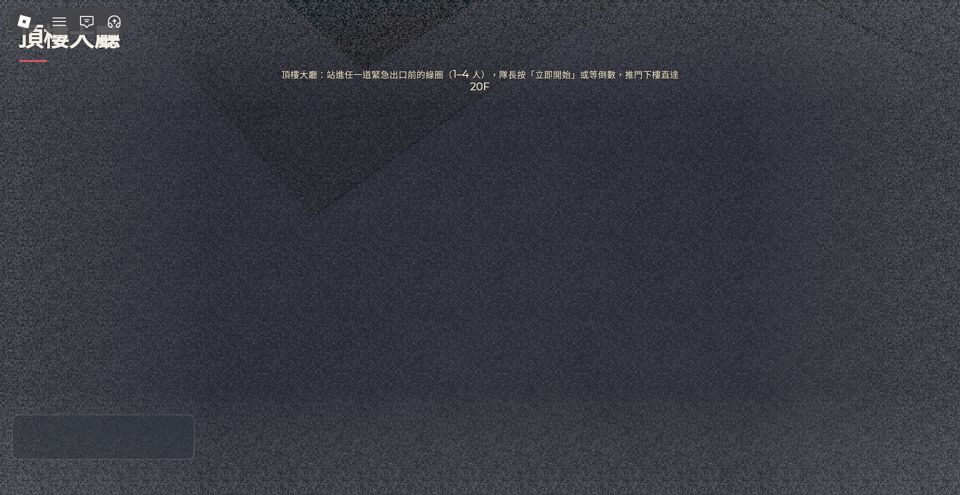 頂樓大廳
頂樓大廳：站進任一道緊急出口前的綠圈（1–4 人），隊長按「立即開始」或等倒數，推門下樓直達
20F